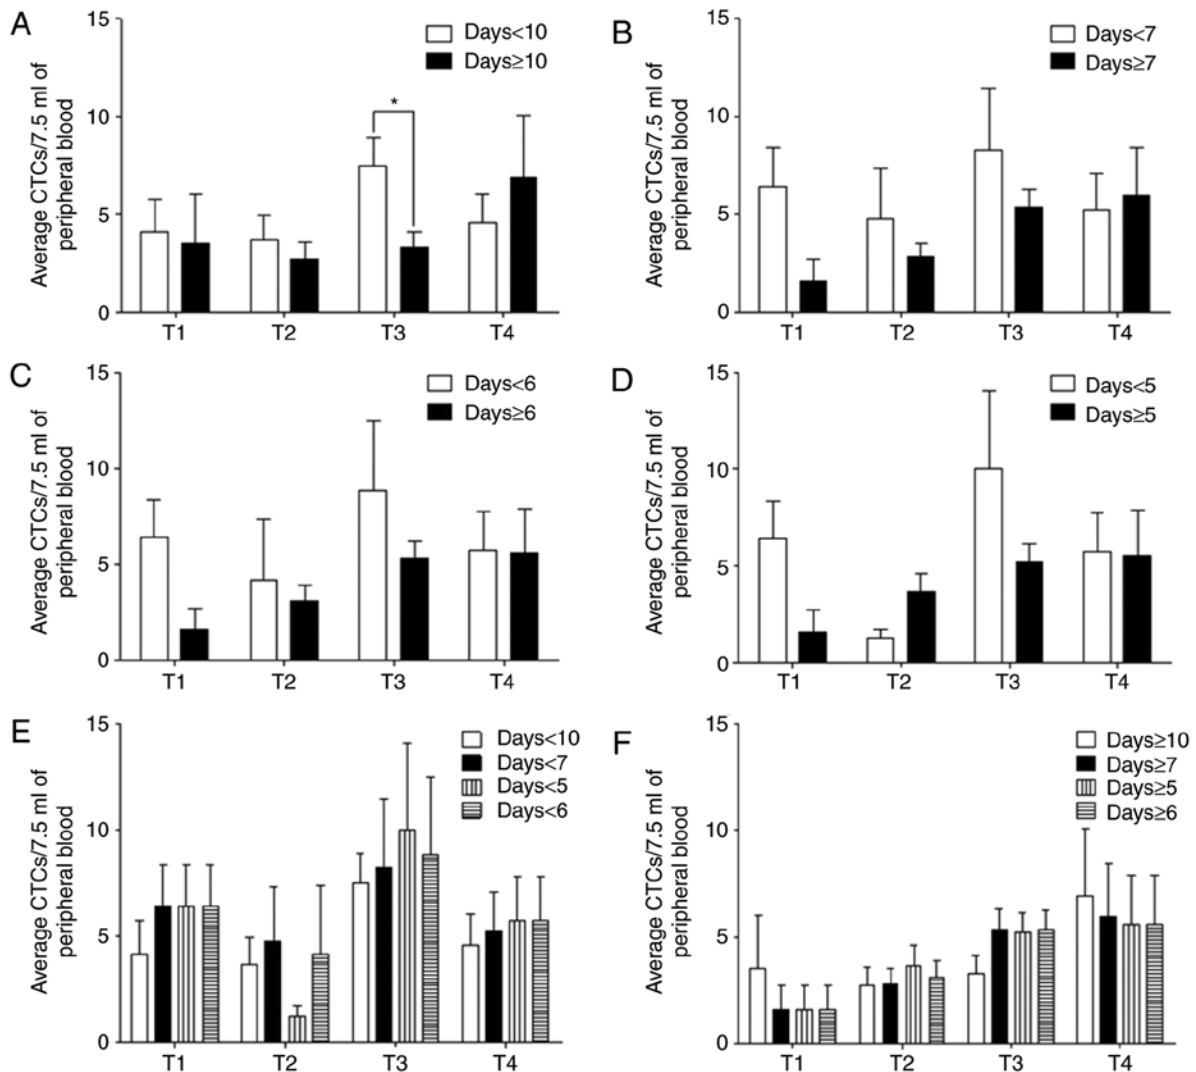 A
Average CTCs/7.5 ml of
peripheral blood
15
10
5
0
Days<10
Days≥10
*
T1 T2 T3 T4
B
Average CTCs/7.5 ml of
peripheral blood
15
10
5
0
Days<7
Days≥7
T1 T2 T3 T4
C
Average CTCs/7.5 ml of
peripheral blood
15
10
5
0
Days<6
Days≥6
T1 T2 T3 T4
D
Average CTCs/7.5 ml of
peripheral blood
15
10
5
0
Days<5
Days≥5
T1 T2 T3 T4
E
Average CTCs/7.5 ml of
peripheral blood
15
10
5
0
Days<10
Days<7
Days<5
Days<6
T1 T2 T3 T4
F
Average CTCs/7.5 ml of
peripheral blood
15
10
5
0
Days≥10
Days≥7
Days≥5
Days≥6
T1 T2 T3 T4